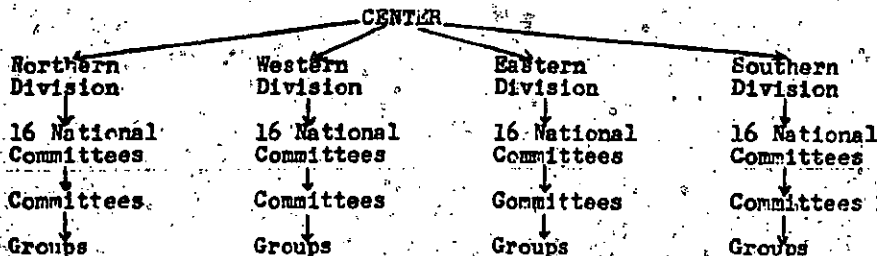 CENTER
Northern Western Eastern Southern
Division Division Division Division
16 National 16 National 16 National 16 National
Committees Committees Committees Committees
Committees Committees Gommittees Committees
Groups Groups Groups Groups